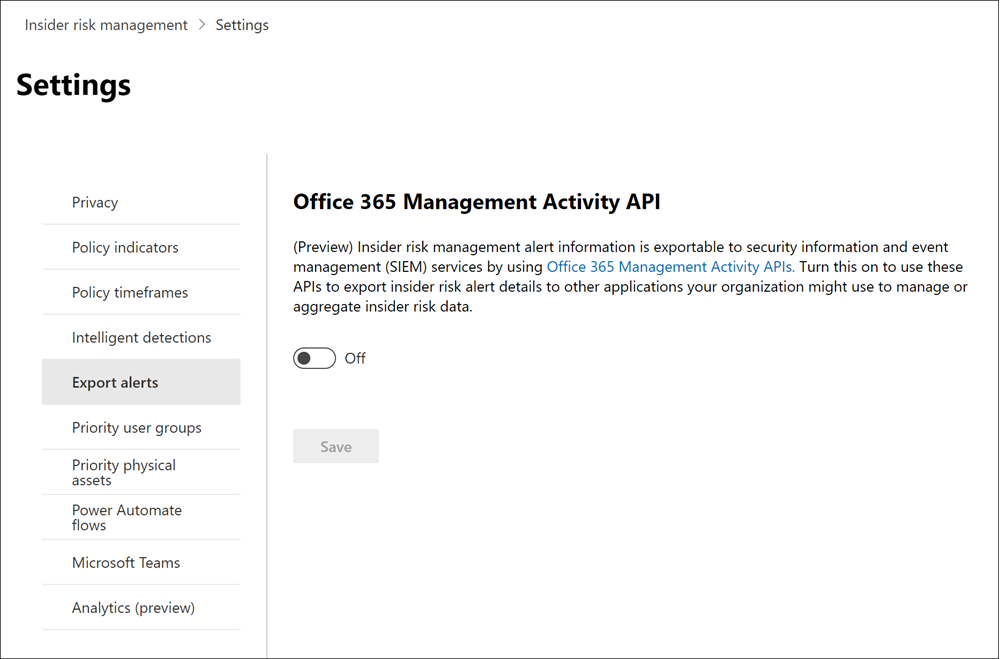 Insider risk management > Settings
Settings
Privacy
Policy indicators
Policy timeframes
Intelligent detections
Export alerts
Priority user groups
Priority physical
assets
Power Automate
flows
Microsoft Teams
Analytics (preview)
Office 365 Management Activity API
(Preview) Insider risk management alert information is exportable to security information and event
management (SIEM) services by using Office 365 Management Activity APIs. Turn this on to use these
APIs to export insider risk alert details to other applications your organization might use to manage or
aggregate insider risk data.
Off
Save